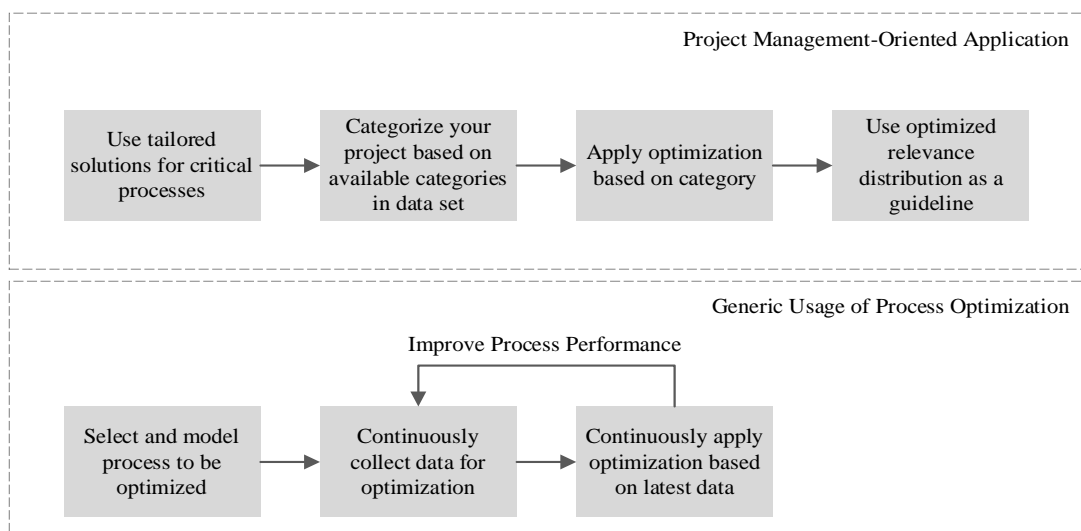 Project Management-Oriented Application
Use tailored
solutions for critical
processes
Categorize your
project based on
available categories
in data set
Apply optimization
based on category
Use optimized
relevance
distribution as a
guideline
Generic Usage of Process Optimization
Improve Process Performance
Select and model
process to be
optimized
Continuously
collect data for
optimization
Continuously apply
optimization based
on latest data